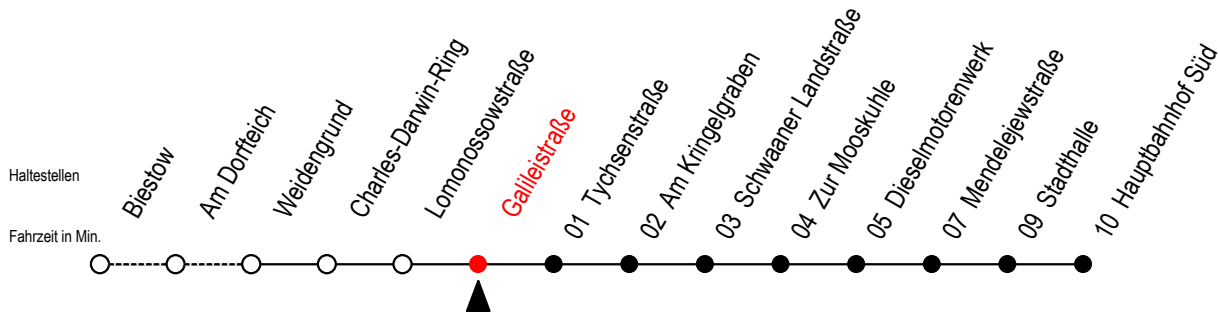 Haltestellen
Fahrzeit in Min.
Biestow
Am Dorfteich
Weidengrund
Charles-Darwin-Ring
Lomonossowstraße
Galileistraße
01 Tychsenstraße
02 Am Kringelgraben
03 Schwaaner Landstraße
04 Zur Mooskuhle
05 Dieselmotorenwerk
07 Mendelejewstraße
09 Stadthalle
10 Hauptbahnhof Süd